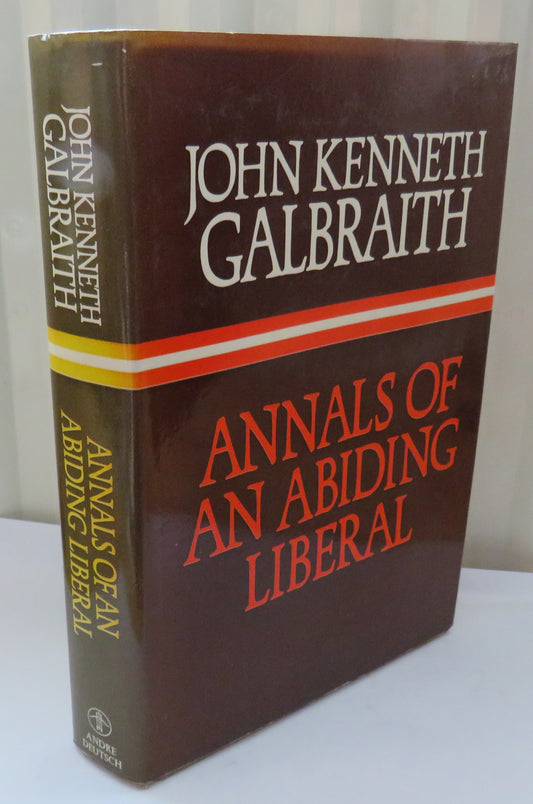 JOHN KENNETH
GALBRAITH
ANNALS OF AN
ABIDING LIBERAL
ANDRE
DEUTSCH
JOHN KENNETH
GALBRAITH
ANNALS OF
AN ABIDING
LIBERAL